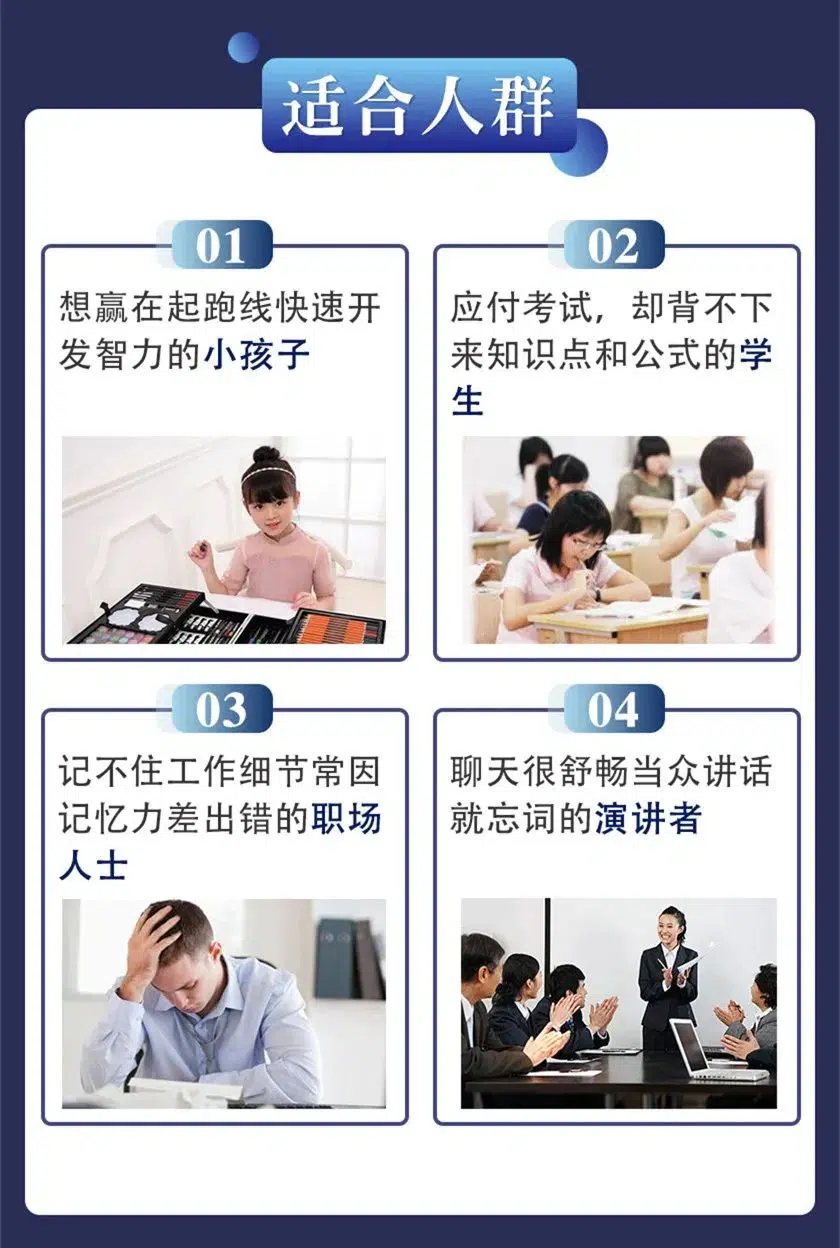 适合人群
01
想赢在起跑线快速开
发智力的小孩子
02
应付考试，却背不下
来知识点和公式的学
生
03
记不住工作细节常因
记忆力差出错的职场
人士
04
聊天很舒畅当众讲话
就忘词的演讲者